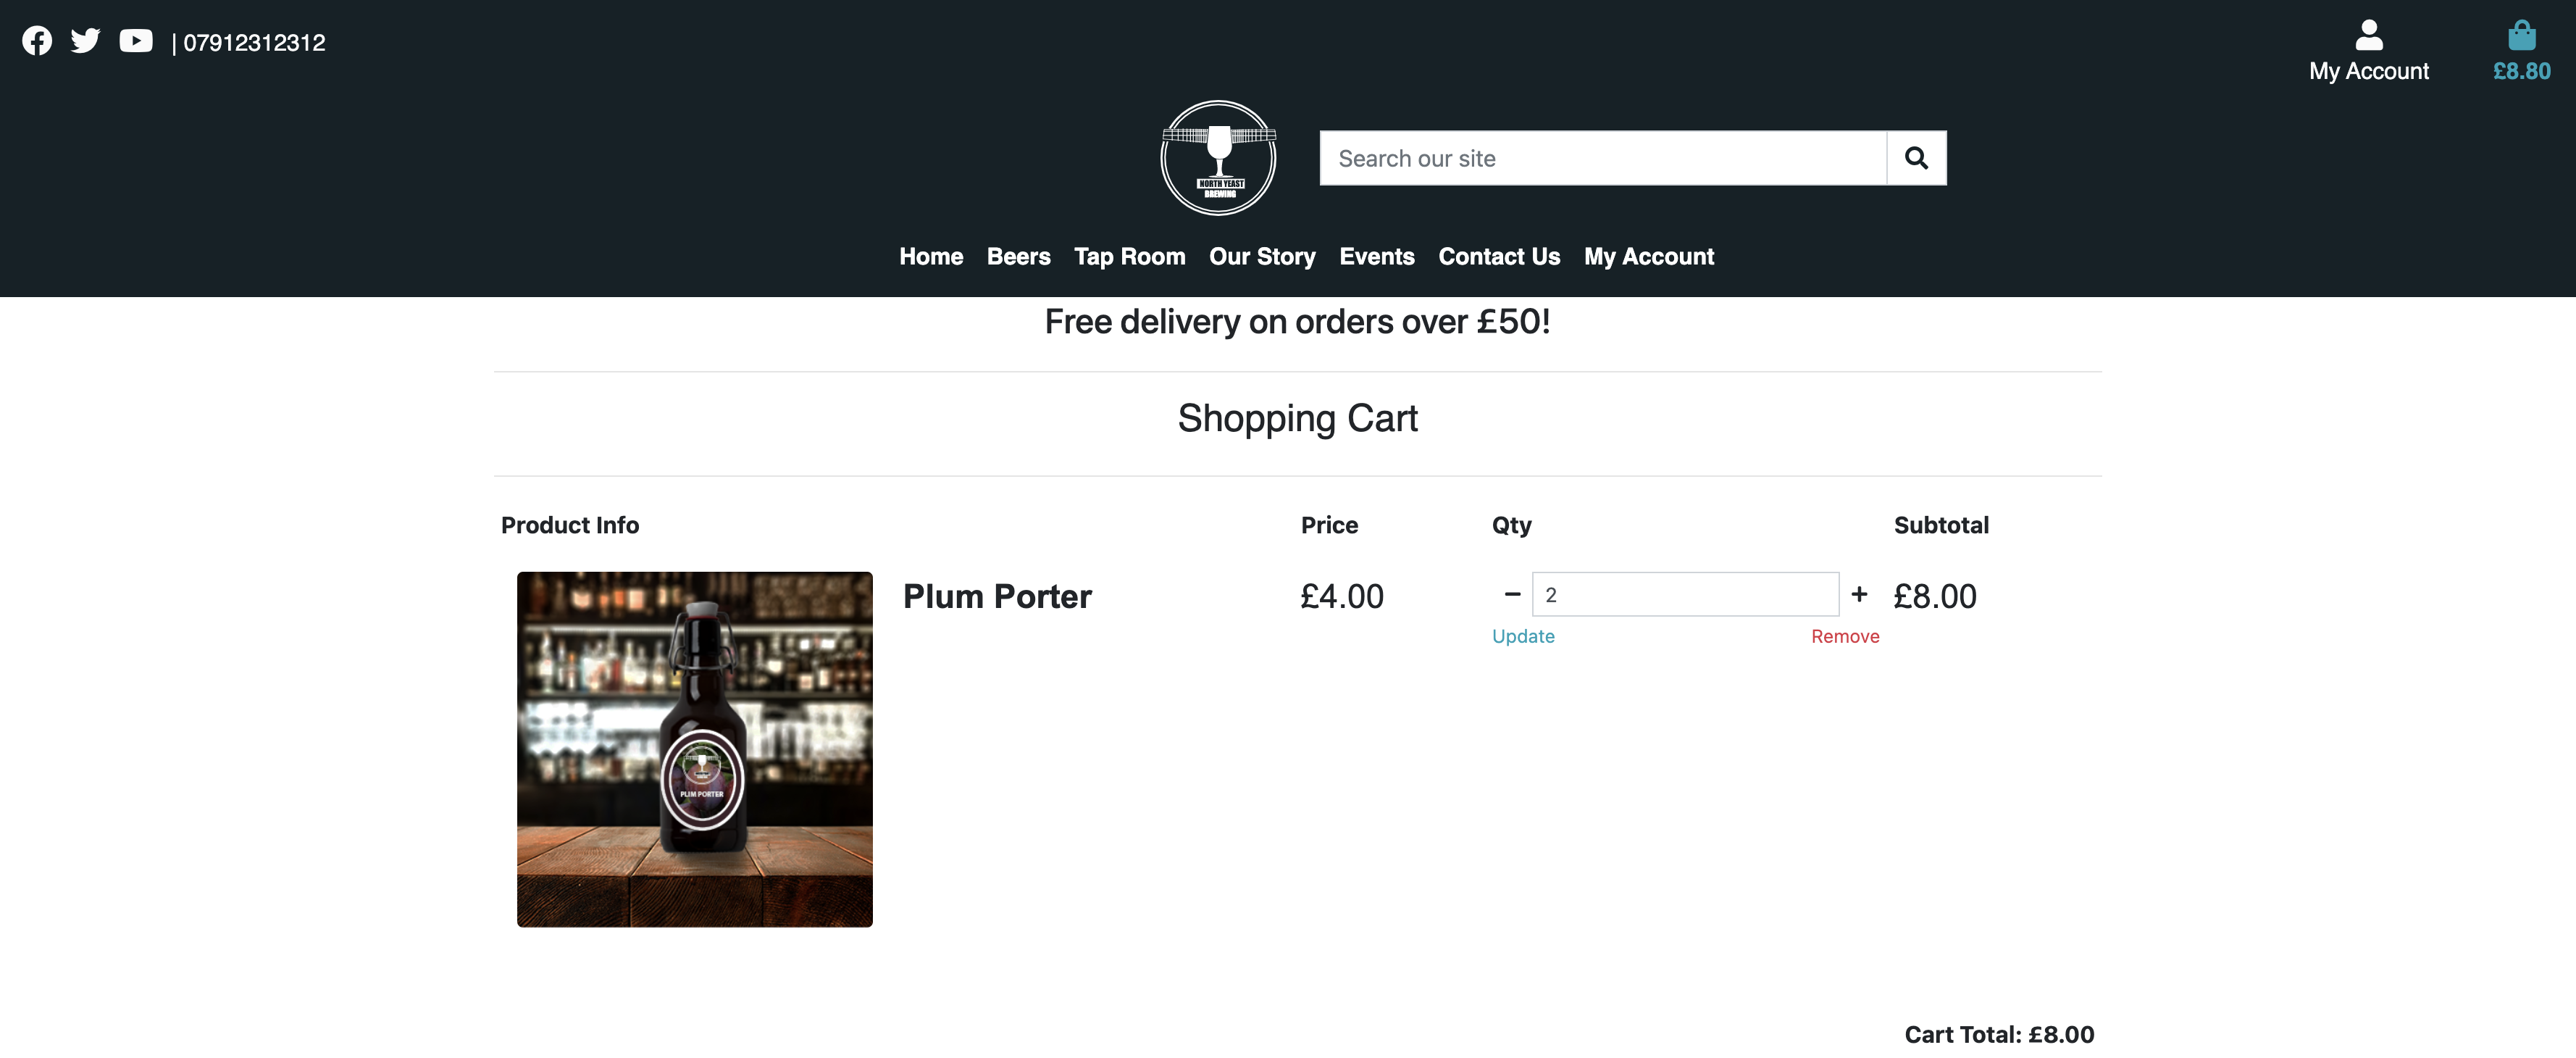 | 07912312312
My Account
£8.80
NORTH YEAST
BREWING
Search our site
Home Beers Tap Room Our Story Events Contact Us My Account
Free delivery on orders over £50!
Shopping Cart
Product Info Price Qty Subtotal
Plum Porter £4.00 − 2 + £8.00
Update Remove
PLUM PORTER
Cart Total: £8.00